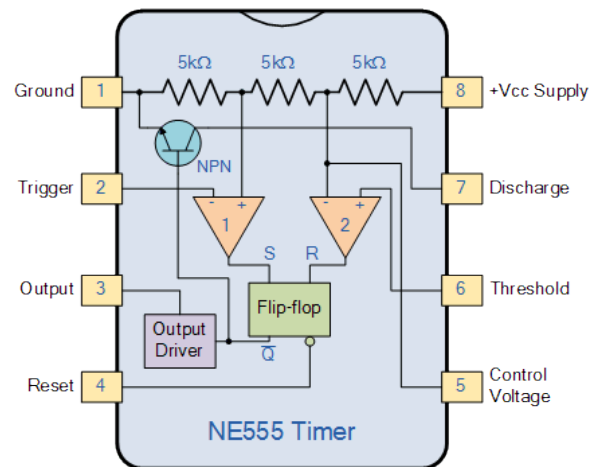 5kΩ 5kΩ 5kΩ
Ground 1 8 +Vcc Supply
NPN
Trigger 2 - + - + 7 Discharge
1 2
S R
Output 3 Flip-flop 6 Threshold
Output
Driver
Q̅
Reset 4 5 Control
Voltage
NE555 Timer